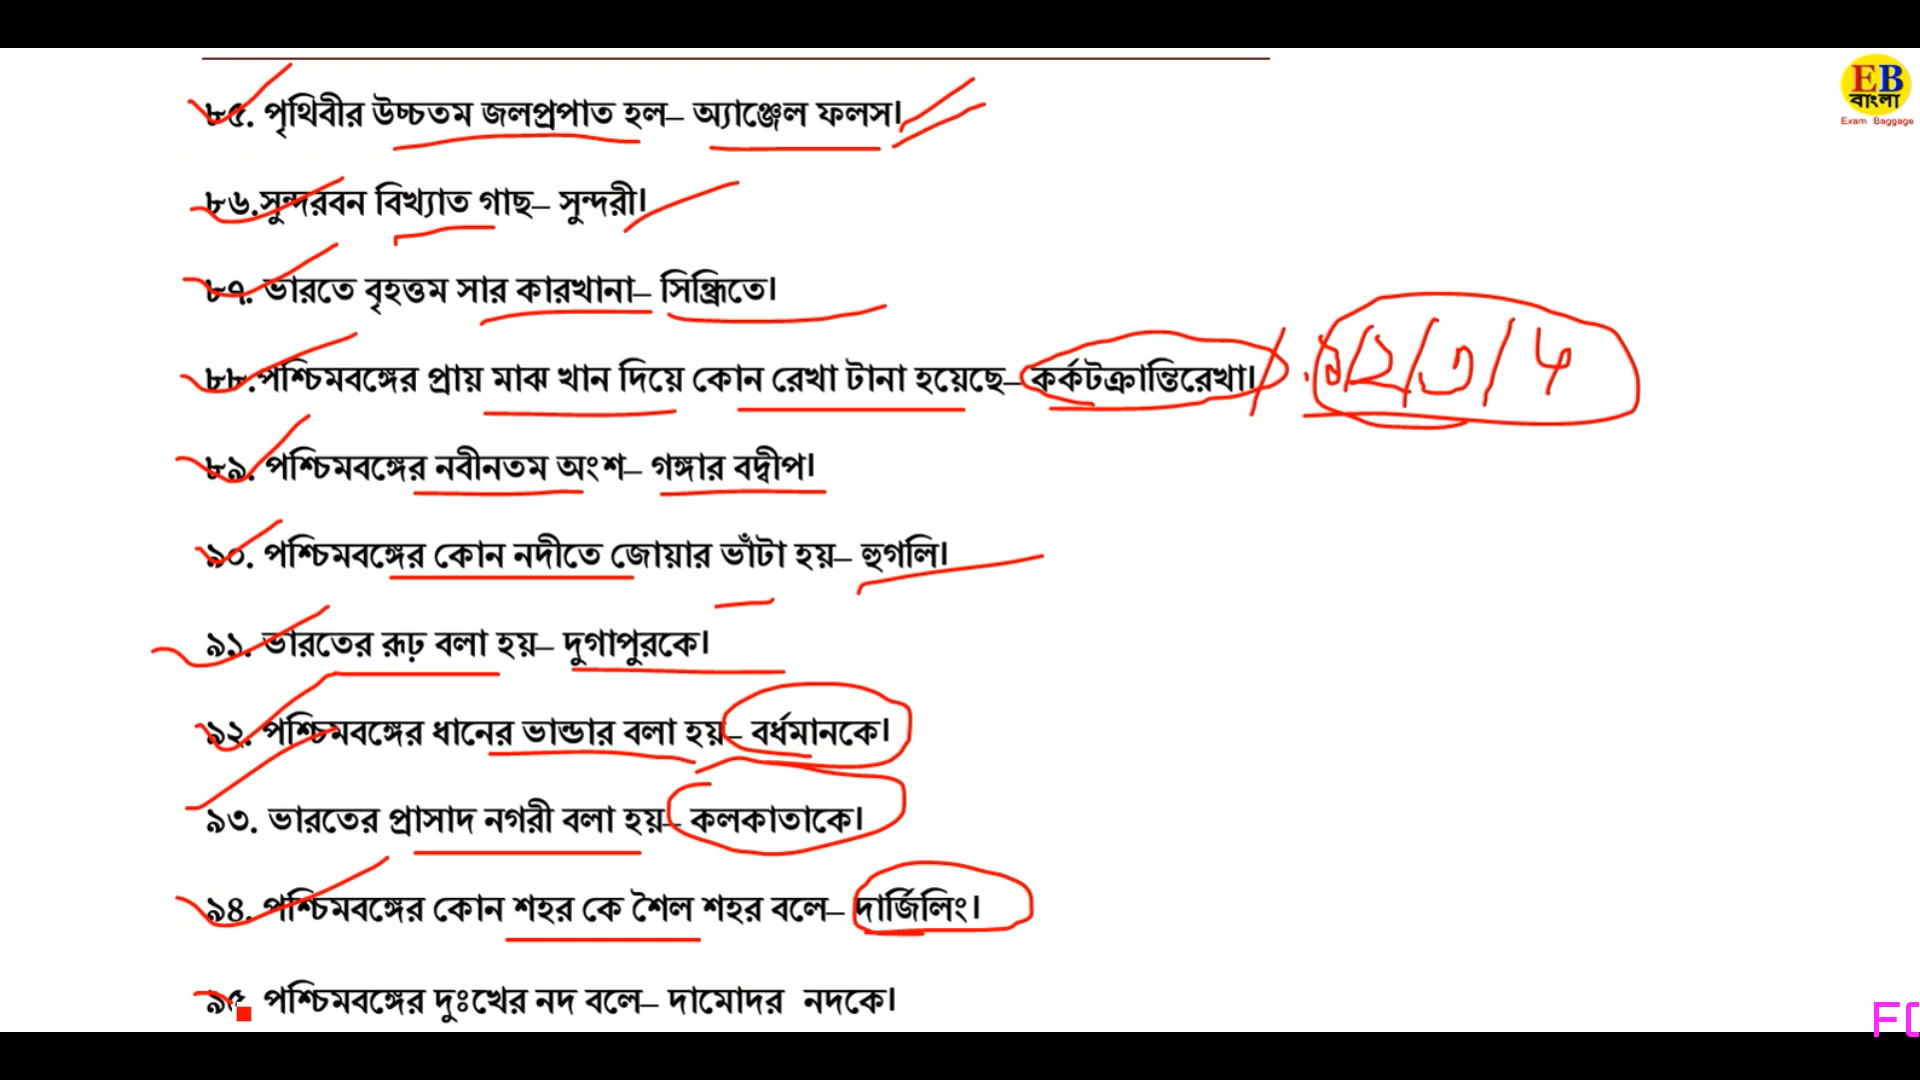 EB
বাংলা
Exam Baggage
৮৫. পৃথিবীর উচ্চতম জলপ্রপাত হল– অ্যাঞ্জেল ফলস।
৮৬.সুন্দরবন বিখ্যাত গাছ– সুন্দরী।
৮৭. ভারতে বৃহত্তম সার কারখানা– সিন্ধ্রিতে।
৮৮.পশ্চিমবঙ্গের প্রায় মাঝ খান দিয়ে কোন রেখা টানা হয়েছে– কর্কটক্রান্তিরেখা।
৮৯. পশ্চিমবঙ্গের নবীনতম অংশ– গঙ্গার বদ্বীপ।
৯০. পশ্চিমবঙ্গের কোন নদীতে জোয়ার ভাঁটা হয়– হুগলি।
৯১. ভারতের রূঢ় বলা হয়– দুগাপুরকে।
৯২. পশ্চিমবঙ্গের ধানের ভান্ডার বলা হয়– বর্ধমানকে।
৯৩. ভারতের প্রাসাদ নগরী বলা হয়– কলকাতাকে।
৯৪. পশ্চিমবঙ্গের কোন শহর কে শৈল শহর বলে– দার্জিলিং।
৯৫. পশ্চিমবঙ্গের দুঃখের নদ বলে– দামোদর নদকে।